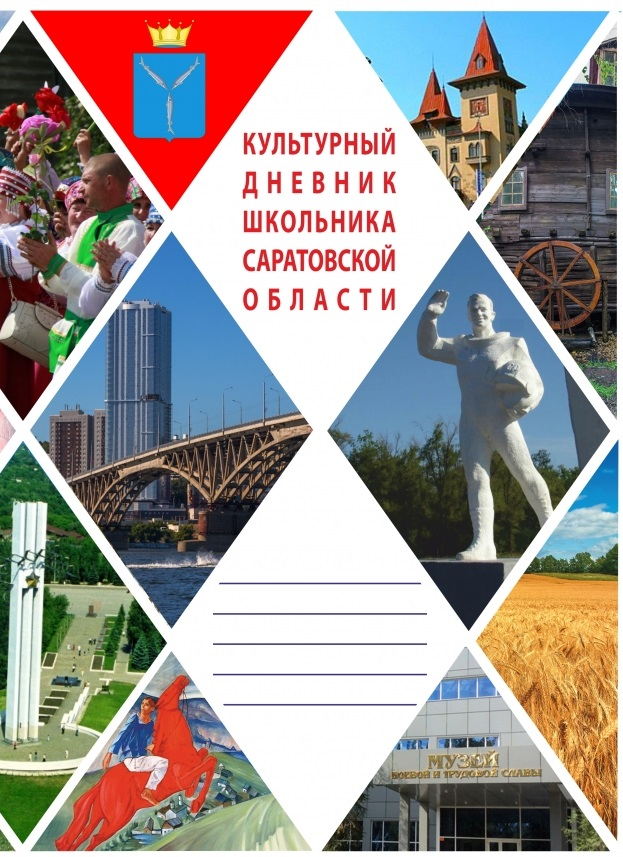 КУЛЬТУРНЫЙ
ДНЕВНИК
ШКОЛЬНИКА
САРАТОВСКОЙ
ОБЛАСТИ
МУЗЕЙ
БОЕВОЙ И ТРУДОВОЙ СЛАВЫ